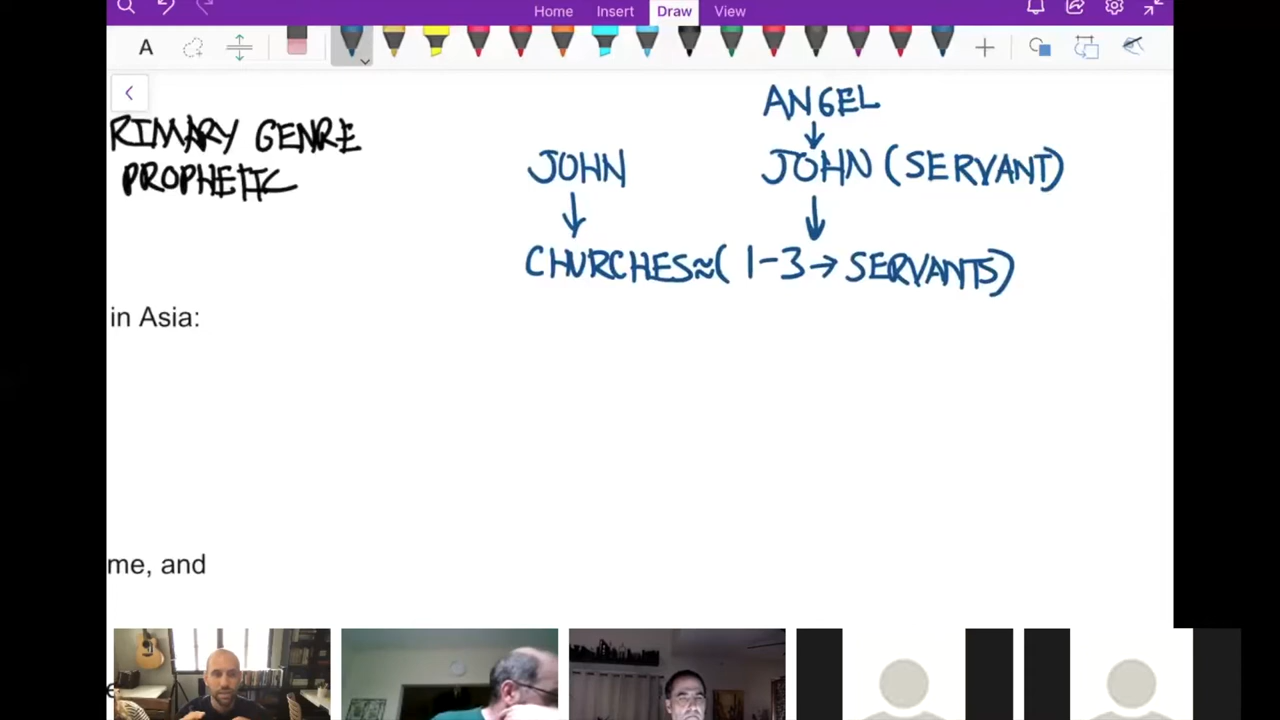 Home Insert Draw View
A
RIMARY GENRE
PROPHETIC
ANGEL
JOHN JOHN (SERVANT)
CHURCHES≈( 1-3→ SERVANTS)
in Asia:
me, and